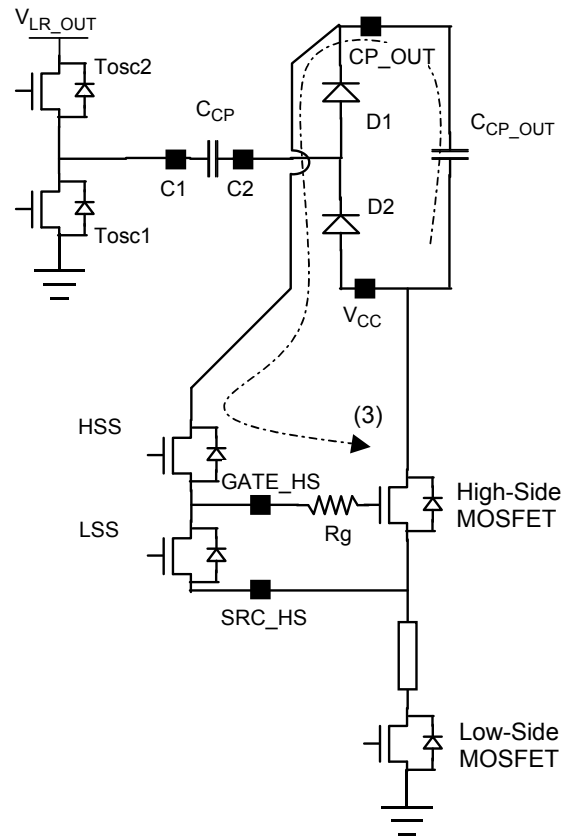 V_LR_OUT
Tosc2
CP_OUT
C_CP
D1
C_CP_OUT
C1
C2
D2
Tosc1
V_CC
(3)
HSS
GATE_HS
High-Side
MOSFET
LSS
Rg
SRC_HS
Low-Side
MOSFET